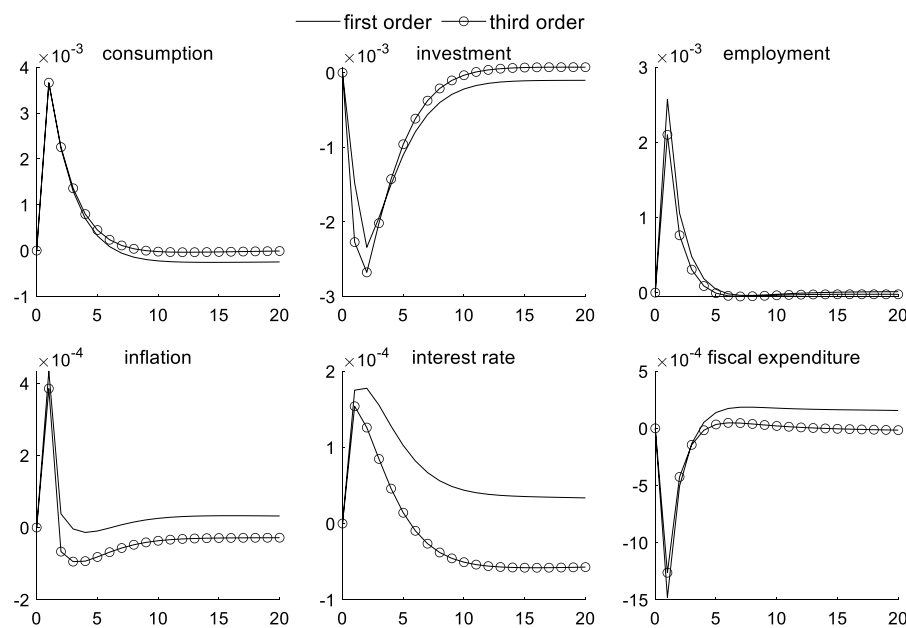 first order third order
×10⁻³ consumption
4
3
2
1
0
-1
0 5 10 15 20
×10⁻³ investment
0
-1
-2
-3
0 5 10 15 20
×10⁻³ employment
3
2
1
0
0 5 10 15 20
×10⁻⁴ inflation
4
2
0
-2
0 5 10 15 20
×10⁻⁴ interest rate
2
1
0
-1
0 5 10 15 20
×10⁻⁴ fiscal expenditure
5
0
-5
-10
-15
0 5 10 15 20